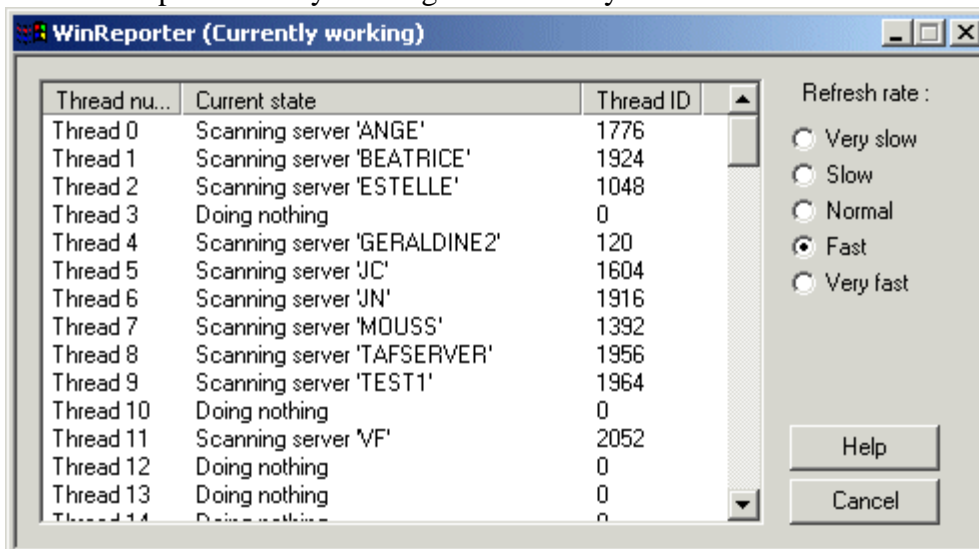 WinReporter (Currently working)
Thread nu... Current state Thread ID
Refresh rate :
Thread 0 Scanning server 'ANGE' 1776
Thread 1 Scanning server 'BEATRICE' 1924
Very slow
Thread 2 Scanning server 'ESTELLE' 1048
Slow
Thread 3 Doing nothing 0
Normal
Thread 4 Scanning server 'GERALDINE2' 120
Fast
Thread 5 Scanning server 'JC' 1604
Very fast
Thread 6 Scanning server 'JN' 1916
Thread 7 Scanning server 'MOUSS' 1392
Thread 8 Scanning server 'TAFSERVER' 1956
Thread 9 Scanning server 'TEST1' 1964
Thread 10 Doing nothing 0
Thread 11 Scanning server 'VF' 2052
Help
Thread 12 Doing nothing 0
Thread 13 Doing nothing 0
Cancel
Thread 14 Doing nothing 0